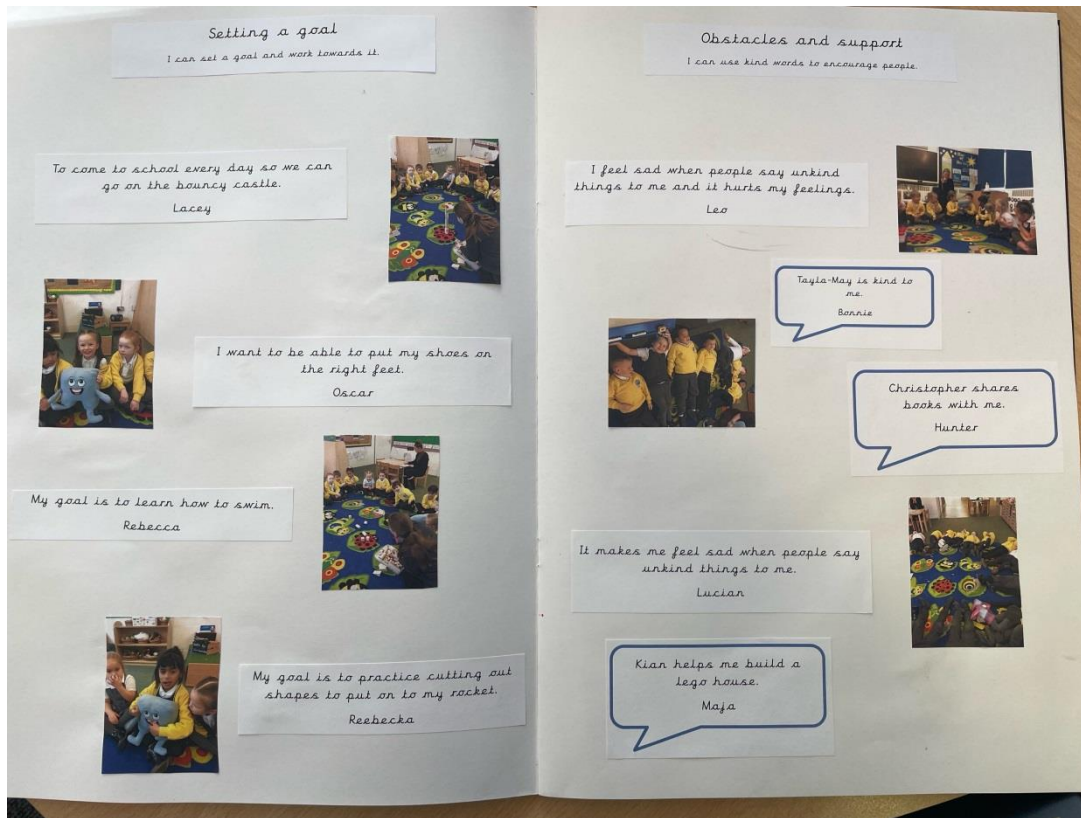 Setting a goal
I can set a goal and work towards it.
To come to school every day so we can
go on the bouncy castle.
Lacey
I want to be able to put my shoes on
the right feet.
Oscar
My goal is to learn how to swim.
Rebecca
My goal is to practice cutting out
shapes to put on to my rocket.
Reebecka
Obstacles and support
I can use kind words to encourage people.
I feel sad when people say unkind
things to me and it hurts my feelings.
Leo
Tayla-May is kind to
me.
Bonnie
Christopher shares
books with me.
Hunter
It makes me feel sad when people say
unkind things to me.
Lucian
Kian helps me build a
lego house.
Maja